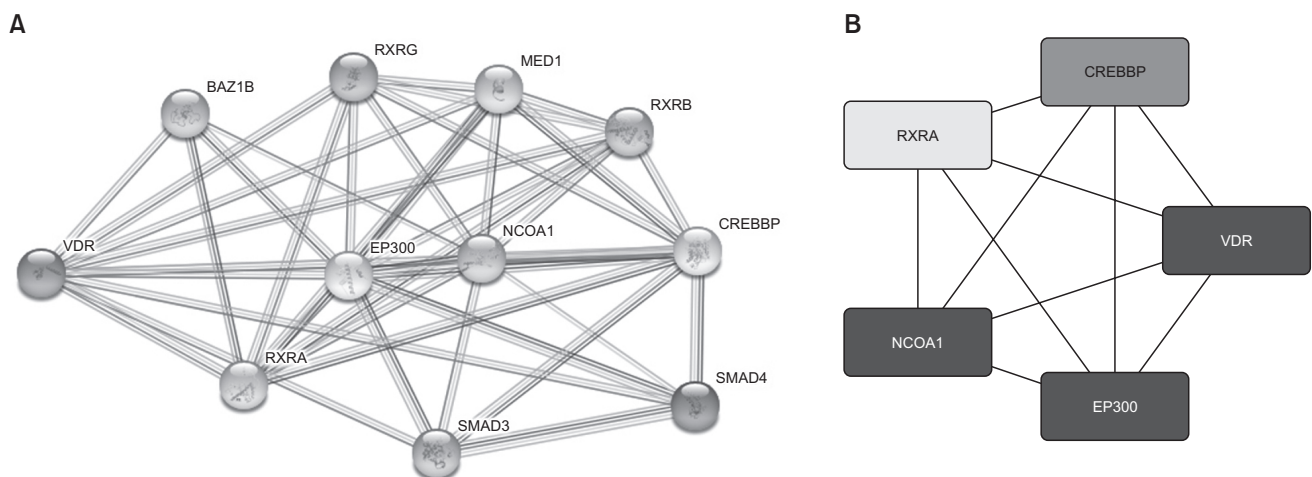 A
B
RXRG
MED1
BAZ1B
RXRB
CREBBP
VDR
EP300
NCOA1
RXRA
SMAD4
SMAD3
CREBBP
RXRA
VDR
NCOA1
EP300